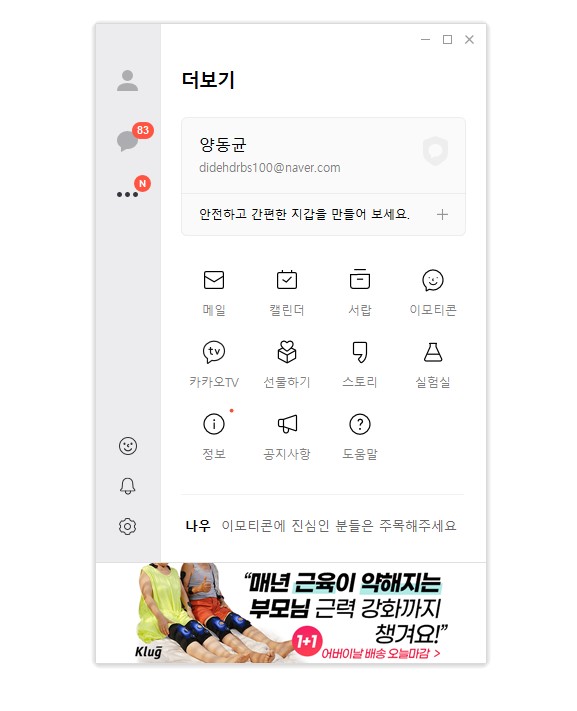 더보기
83
N
양동균
didehdrbs100@naver.com
안전하고 간편한 지갑을 만들어 보세요.
메일
캘린더
서랍
이모티콘
tv
카카오TV
선물하기
스토리
실험실
정보
공지사항
도움말
나우 이모티콘에 진심인 분들은 주목해주세요
“매년 근육이 약해지는
부모님 근력 강화까지
챙겨요!”
1+1
어버이날 배송 오늘마감 >
Klug